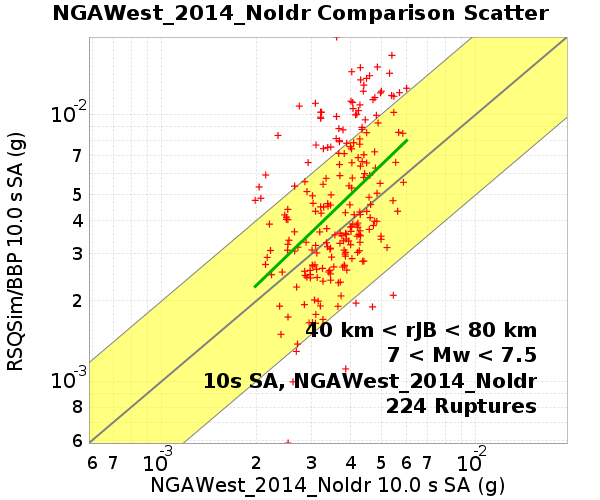 NGAWest_2014_NoIdr Comparison Scatter
RSQSim/BBP 10.0 s SA (g)
10-2
7
5
4
3
2
10-3
8
6
40 km < rJB < 80 km
7 < Mw < 7.5
10s SA, NGAWest_2014_NoIdr
224 Ruptures
6 7 10-3 2 3 4 5 6 7 10-2
NGAWest_2014_NoIdr 10.0 s SA (g)